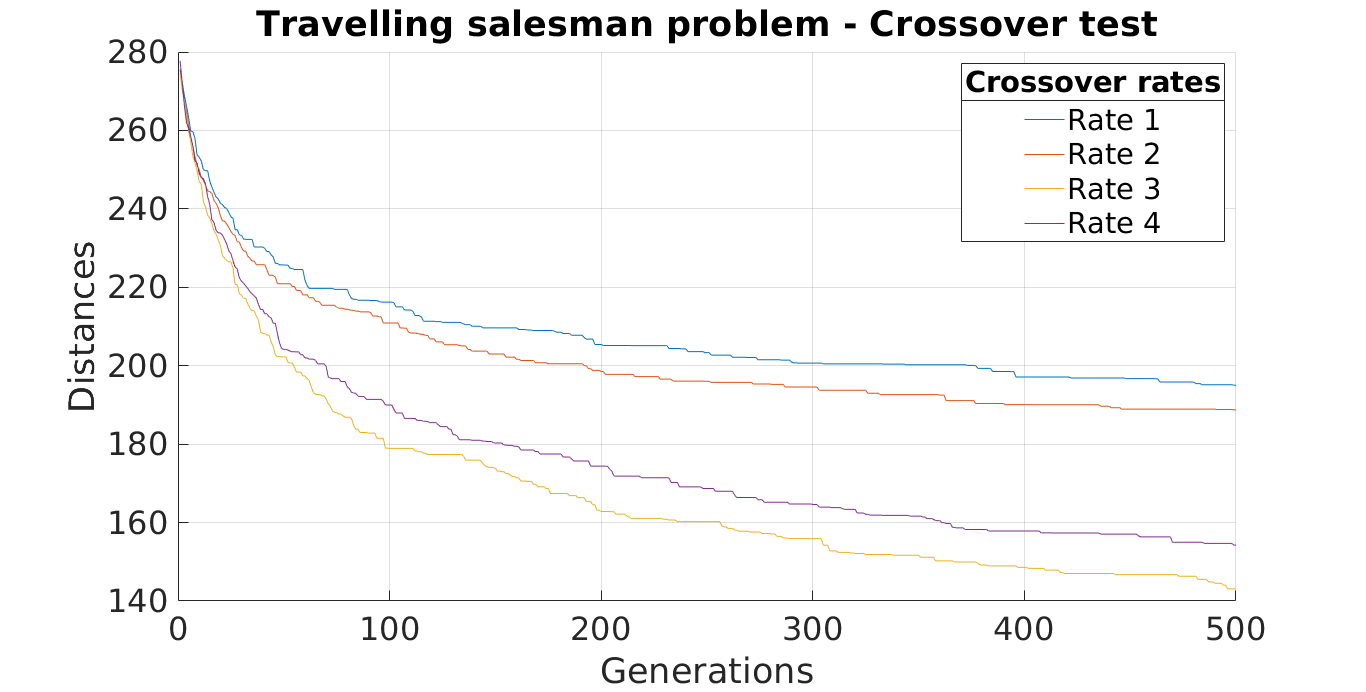 Travelling salesman problem - Crossover test
280
260
240
220
200
180
160
140
Distances
Crossover rates
Rate 1
Rate 2
Rate 3
Rate 4
0 100 200 300 400 500
Generations